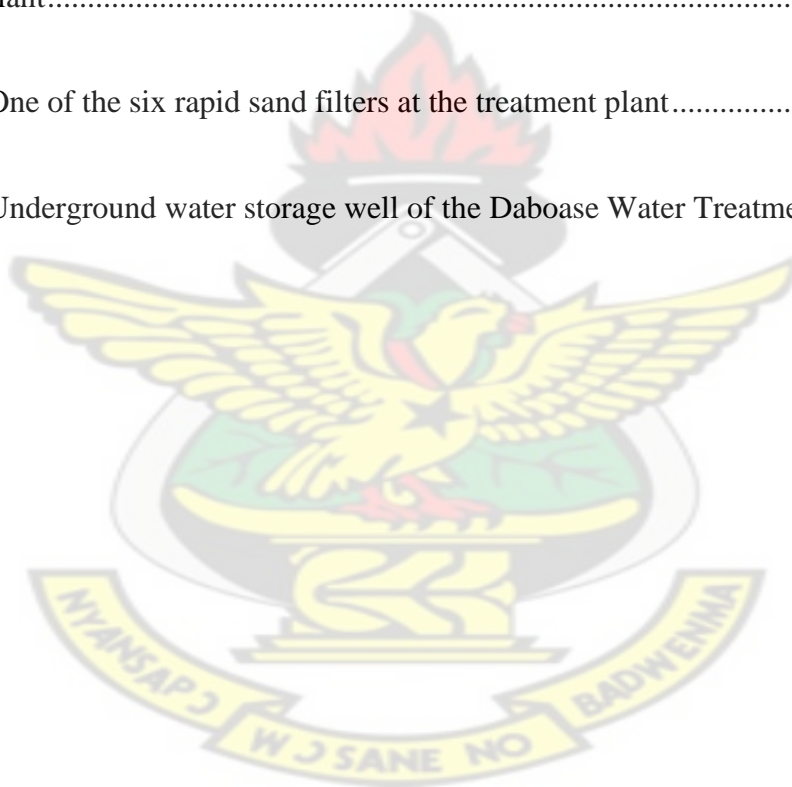 One of the six rapid sand filters at the treatment plant..............
Underground water storage well of the Daboase Water Treatme
NYANSAPƆ
WƆ SANE NO
BADWENMA